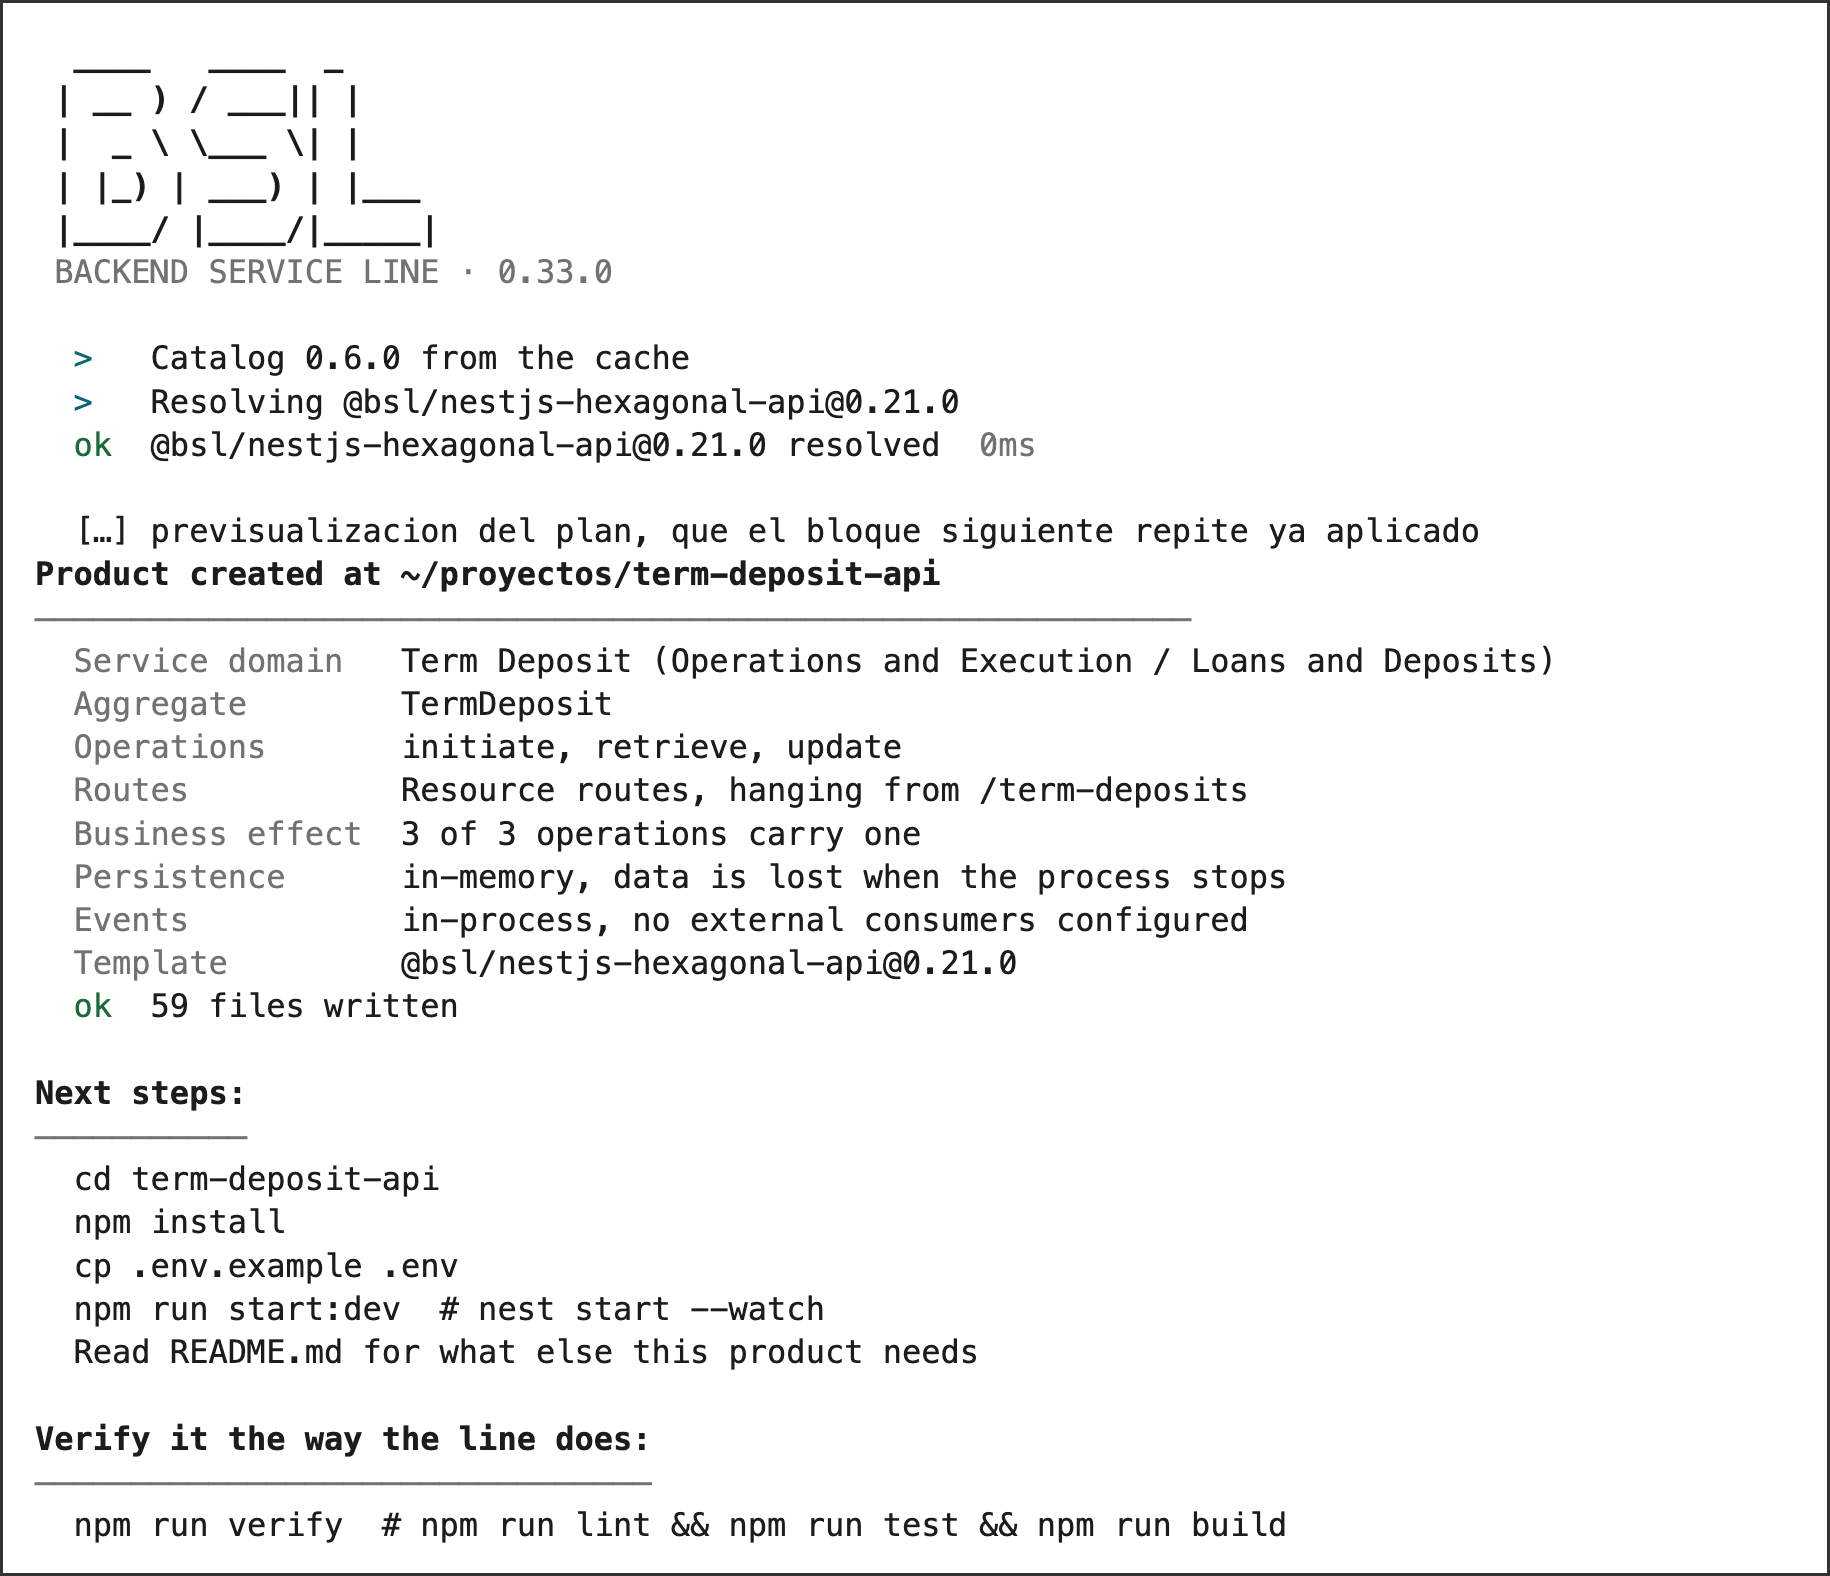 ____   ____  _
 | __ ) / ___|| |
 |  _ \ \___ \| |
 | |_) | ___) | |___
 |____/ |____/|_____|
 BACKEND SERVICE LINE · 0.33.0
  >   Catalog 0.6.0 from the cache
  >   Resolving @bsl/nestjs-hexagonal-api@0.21.0
  ok  @bsl/nestjs-hexagonal-api@0.21.0 resolved  0ms
  […] previsualizacion del plan, que el bloque siguiente repite ya aplicado
Product created at ~/proyectos/term-deposit-api
  Service domain   Term Deposit (Operations and Execution / Loans and Deposits)
  Aggregate        TermDeposit
  Operations       initiate, retrieve, update
  Routes           Resource routes, hanging from /term-deposits
  Business effect  3 of 3 operations carry one
  Persistence      in-memory, data is lost when the process stops
  Events           in-process, no external consumers configured
  Template         @bsl/nestjs-hexagonal-api@0.21.0
  ok  59 files written
Next steps:
  cd term-deposit-api
  npm install
  cp .env.example .env
  npm run start:dev  # nest start --watch
  Read README.md for what else this product needs
Verify it the way the line does:
  npm run verify  # npm run lint && npm run test && npm run build